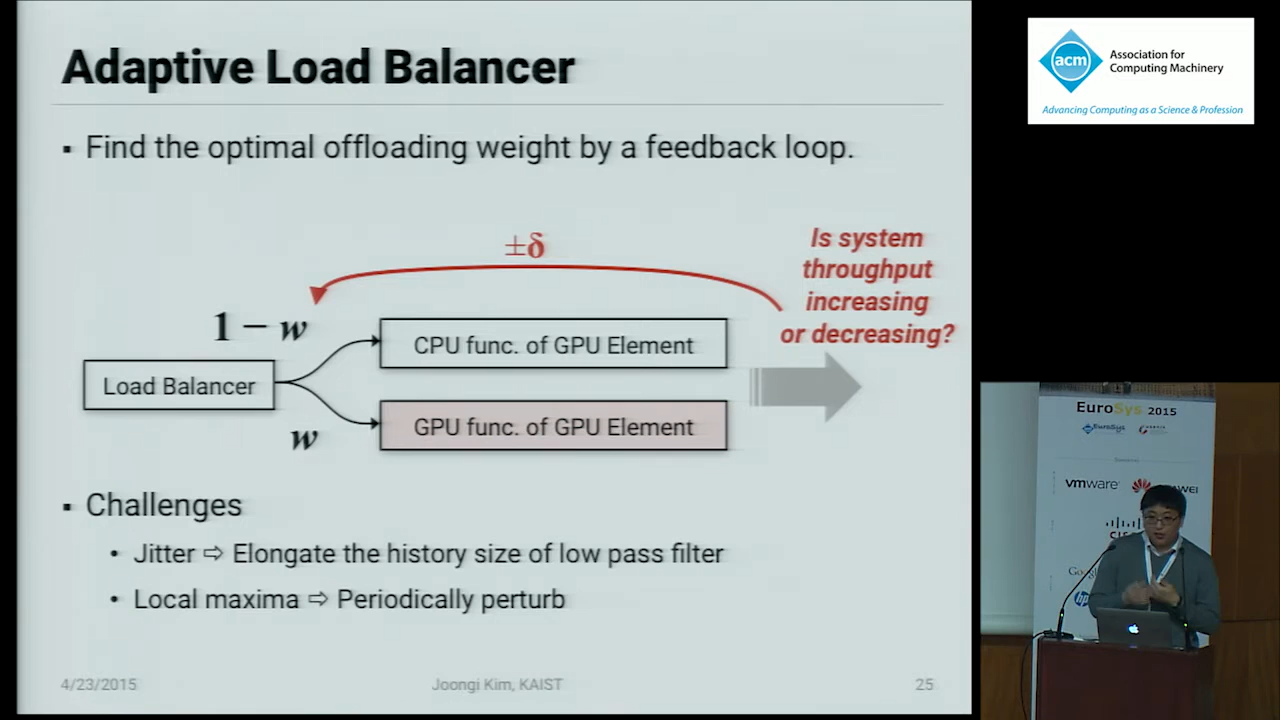 Adaptive Load Balancer
▪ Find the optimal offloading weight by a feedback loop.
±δ
Is system
throughput
increasing
or decreasing?
1 − w
CPU func. of GPU Element
Load Balancer
GPU func. of GPU Element
w
▪ Challenges
• Jitter ⇨ Elongate the history size of low pass filter
• Local maxima ⇨ Periodically perturb
4/23/2015
Joongi Kim, KAIST
25
acm
Association for
Computing Machinery
Advancing Computing as a Science & Profession
EuroSys 2015
EuroSys
vmware
hp